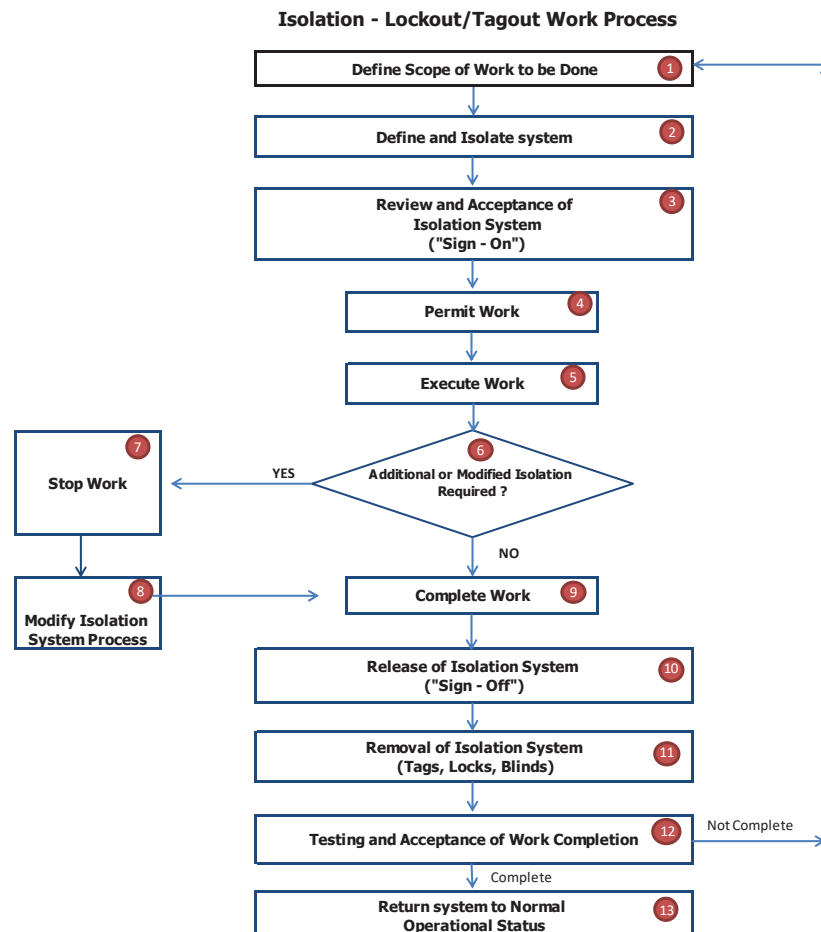 Isolation - Lockout/Tagout Work Process
Define Scope of Work to be Done
1
Define and Isolate system
2
Review and Acceptance of
Isolation System
("Sign - On")
3
Permit Work
4
Execute Work
5
6
Additional or Modified Isolation
Required ?
YES
NO
7
Stop Work
8
Modify Isolation
System Process
Complete Work
9
Release of Isolation System
("Sign - Off")
10
Removal of Isolation System
(Tags, Locks, Blinds)
11
Testing and Acceptance of Work Completion
12
Not Complete
Complete
Return system to Normal
Operational Status
13